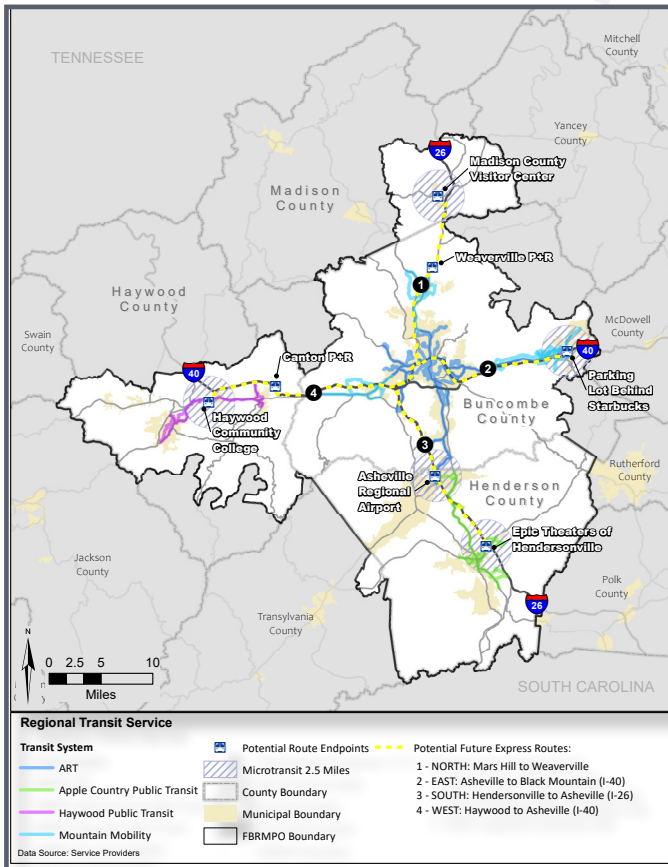 TENNESSEE
Mitchell
County
Yancey
County
26
Madison County
Visitor Center
Madison
County
Weaverville P+R
1
Haywood
County
McDowell
County
Swain
County
40
Canton P+R
40
2
4
Parking
Lot Behind
Starbucks
Haywood
Community
College
Buncombe
County
3
Rutherford
County
Asheville
Regional
Airport
Henderson
County
Epic Theaters of
Hendersonville
Jackson
County
Polk
County
Transylvania
County
26
N
0 2.5 5 10
Miles
SOUTH CAROLINA
Regional Transit Service
Transit System
ART
Apple Country Public Transit
Haywood Public Transit
Mountain Mobility
Data Source: Service Providers
Potential Route Endpoints
Microtransit 2.5 Miles
County Boundary
Municipal Boundary
FBRMPO Boundary
Potential Future Express Routes:
1 - NORTH: Mars Hill to Weaverville
2 - EAST: Asheville to Black Mountain (I-40)
3 - SOUTH: Hendersonville to Asheville (I-26)
4 - WEST: Haywood to Asheville (I-40)